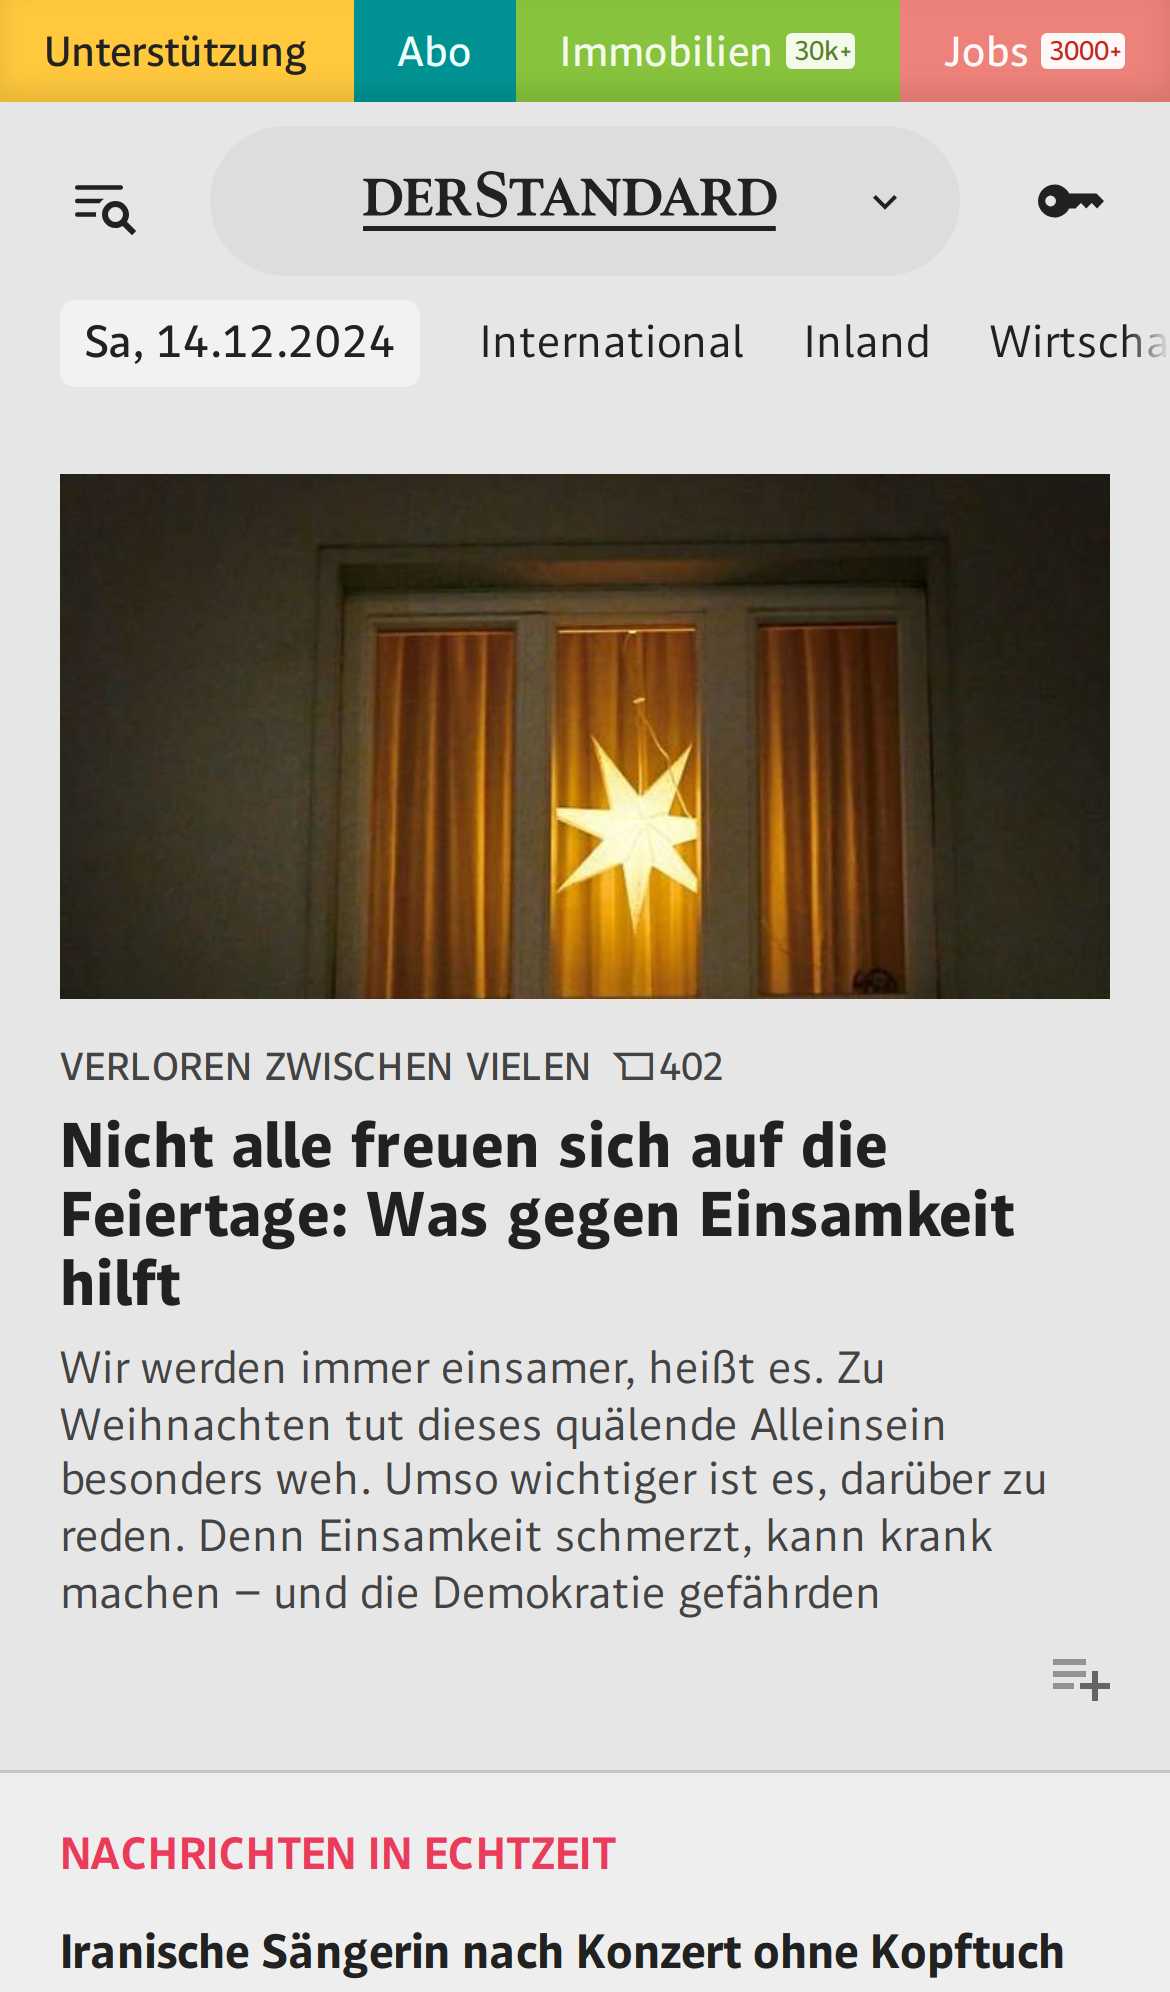 Unterstützung Abo Immobilien 30k+ Jobs 3000+
DERSTANDARD
Sa, 14.12.2024 International Inland Wirtscha
VERLOREN ZWISCHEN VIELEN 402
Nicht alle freuen sich auf die
Feiertage: Was gegen Einsamkeit
hilft
Wir werden immer einsamer, heißt es. Zu
Weihnachten tut dieses quälende Alleinsein
besonders weh. Umso wichtiger ist es, darüber zu
reden. Denn Einsamkeit schmerzt, kann krank
machen – und die Demokratie gefährden
NACHRICHTEN IN ECHTZEIT
Iranische Sängerin nach Konzert ohne Kopftuch